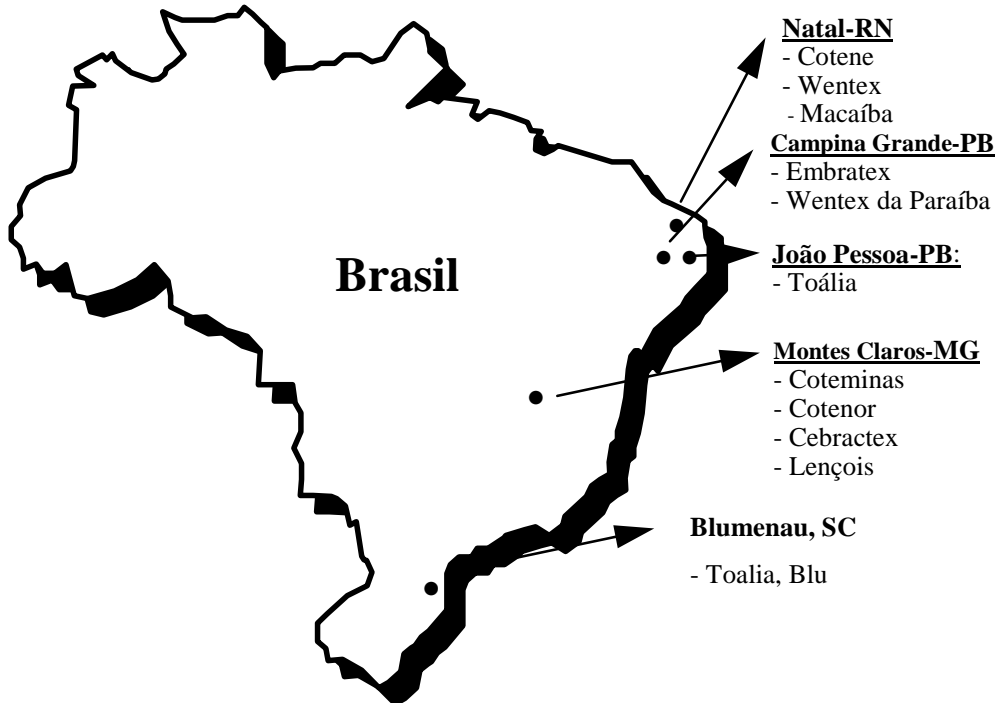 Natal-RN
- Cotene
- Wentex
- Macaíba
Campina Grande-PB
- Embratex
- Wentex da Paraíba
Brasil
João Pessoa-PB:
- Toália
Montes Claros-MG
- Coteminas
- Cotenor
- Cebractex
- Lençois
Blumenau, SC
- Toalia, Blu